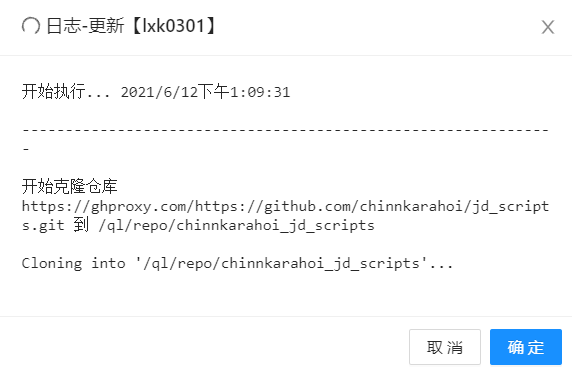 日志-更新【lxk0301】
开始执行... 2021/6/12下午1:09:31
--------------------------------------------------------------
-
开始克隆仓库
https://ghproxy.com/https://github.com/chinnkarahoi/jd_script
s.git 到 /ql/repo/chinnkarahoi_jd_scripts
Cloning into '/ql/repo/chinnkarahoi_jd_scripts'...
取 消
确 定